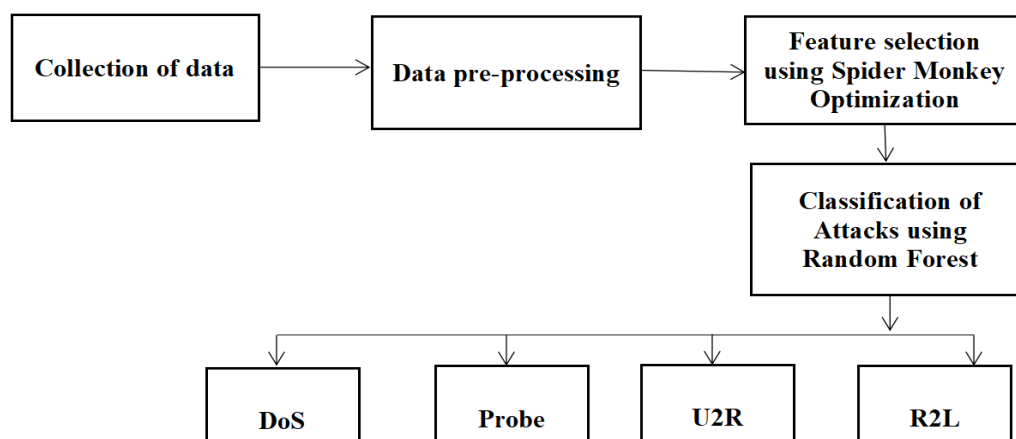 Collection of data
Data pre-processing
Feature selection
using Spider Monkey
Optimization
Classification of
Attacks using
Random Forest
DoS
Probe
U2R
R2L